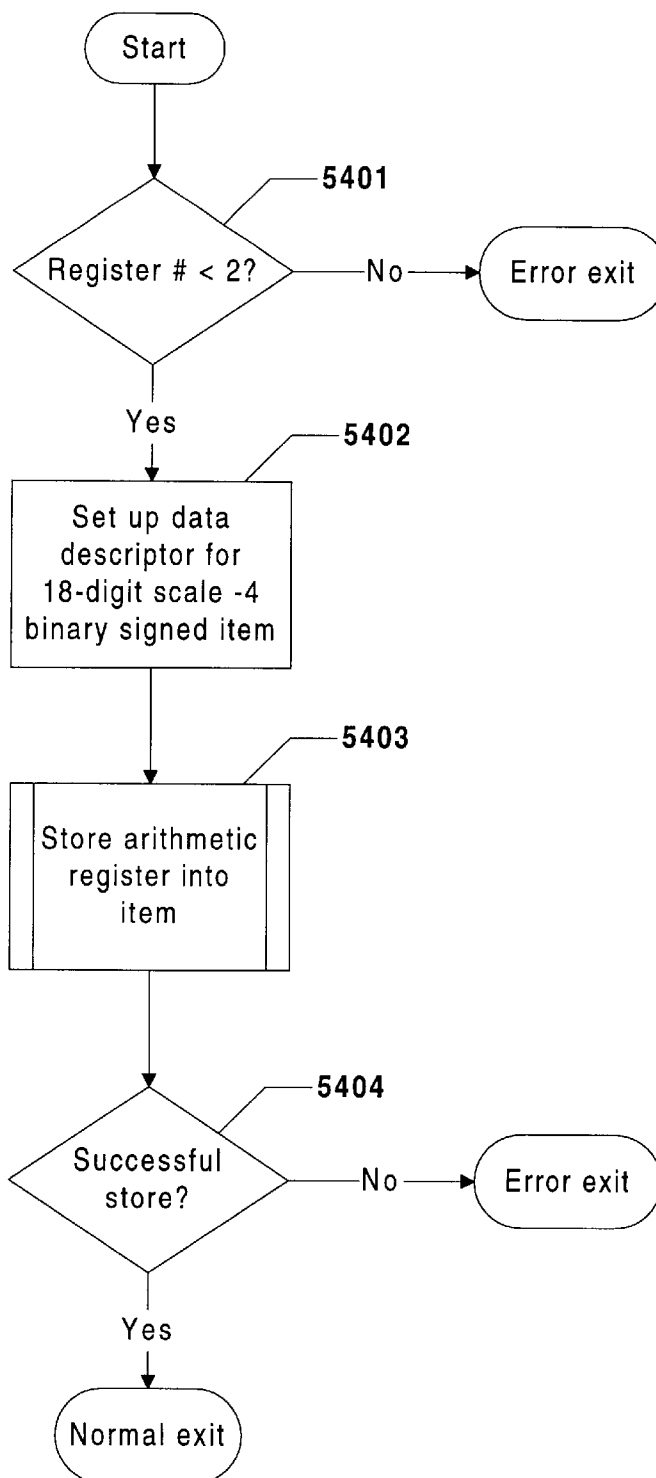 Start
5401
Register # < 2?
No
Error exit
Yes
5402
Set up data
descriptor for
18-digit scale -4
binary signed item
5403
Store arithmetic
register into
item
5404
Successful
store?
No
Error exit
Yes
Normal exit